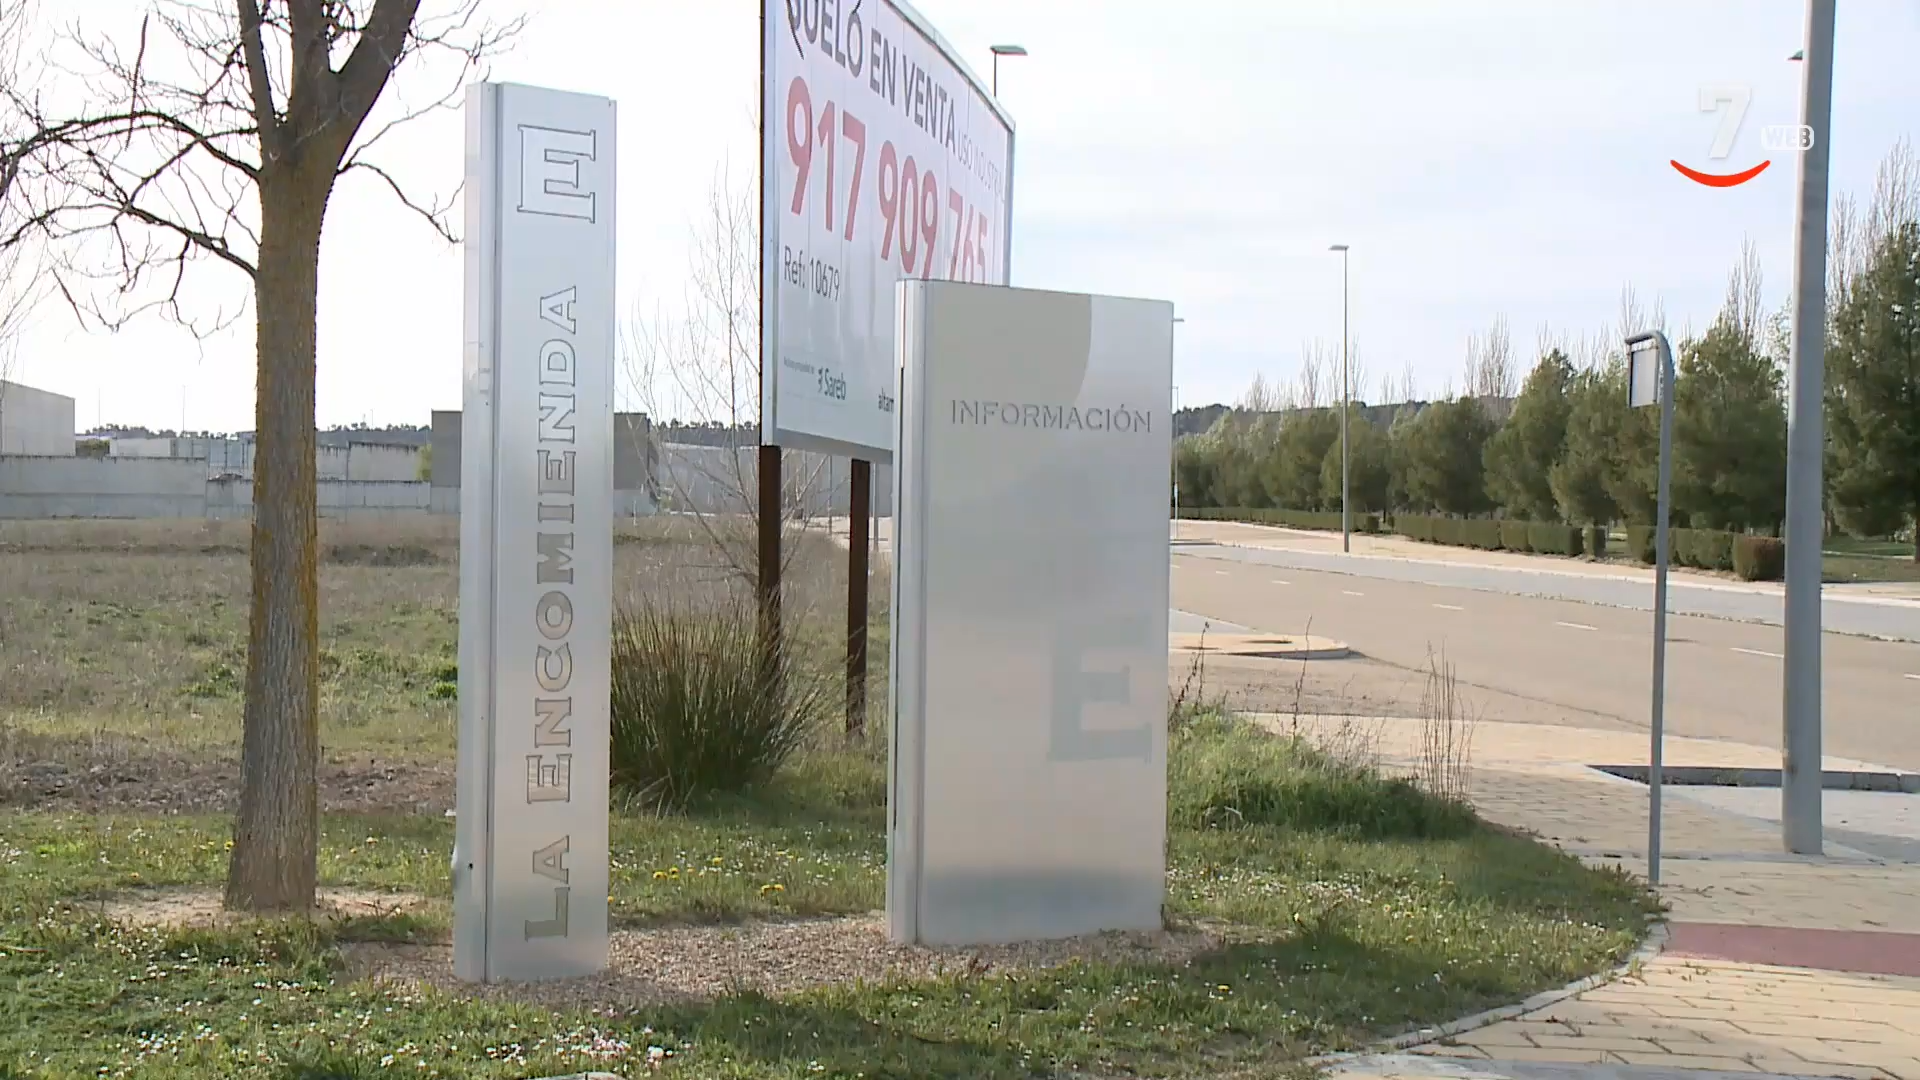 SUELO EN VENTA USO INDUSTRIAL
917 909 765
Ref: 10679
Sareb
INFORMACIÓN
E
LA ENCOMIENDA E
7
WEB